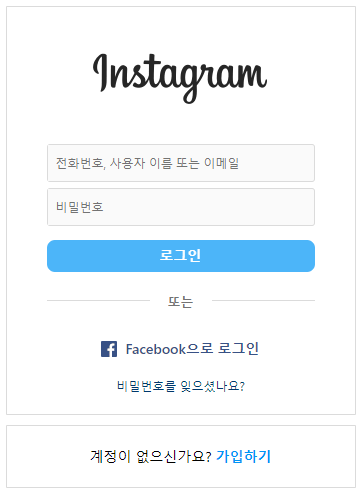 Instagram
전화번호, 사용자 이름 또는 이메일
비밀번호
로그인
또는
Facebook으로 로그인
비밀번호를 잊으셨나요?
계정이 없으신가요? 가입하기